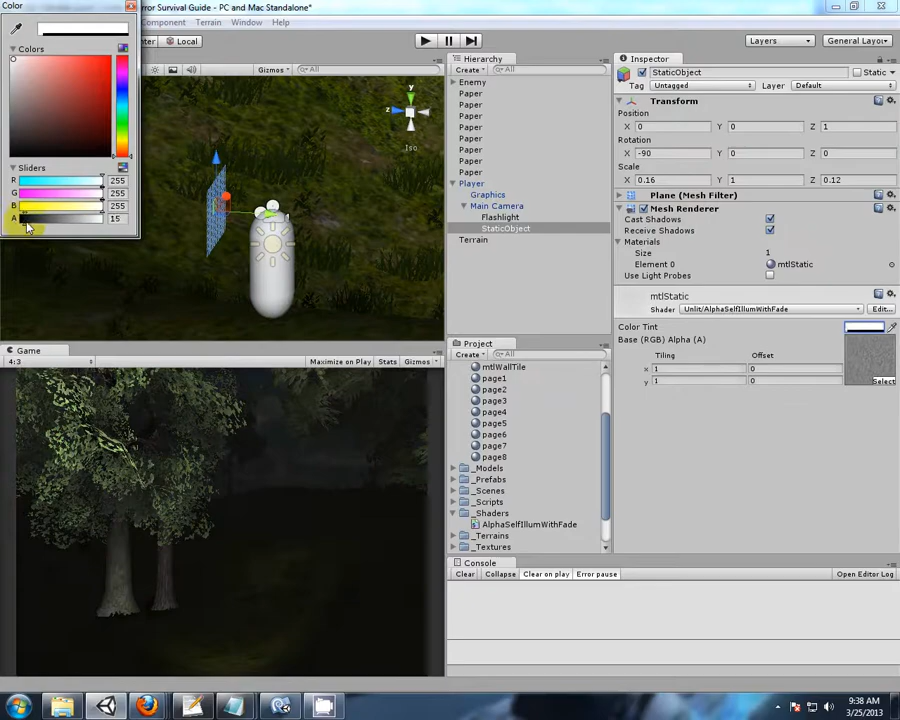 Color
rror Survival Guide - PC and Mac Standalone*
Component Terrain Window Help
nter Local
Layers General Layou
Colors
Sliders
R 255
G 255
B 255
A 15
Gizmos All
y
z
Iso
Game
4:3 Maximize on Play Stats Gizmos
Hierarchy
Create All
Enemy
Paper
Paper
Paper
Paper
Paper
Paper
Paper
Paper
Player
Graphics
Main Camera
Flashlight
StaticObject
Terrain
Project
Create All
mtlWallTile
page1
page2
page3
page4
page5
page6
page7
page8
_Models
_Prefabs
_Scenes
_Scripts
_Shaders
AlphaSelfIllumWithFade
_Terrains
_Textures
Console
Clear Collapse Clear on play Error pause Open Editor Log
Inspector
StaticObject Static
Tag Untagged Layer Default
Transform
Position
X 0 Y 0 Z 1
Rotation
X -90 Y 0 Z 0
Scale
X 0.16 Y 1 Z 0.12
Plane (Mesh Filter)
Mesh Renderer
Cast Shadows
Receive Shadows
Materials
Size 1
Element 0 mtlStatic
Use Light Probes
mtlStatic
Shader Unlit/AlphaSelfIllumWithFade Edit...
Color Tint
Base (RGB) Alpha (A)
Tiling Offset
x 1 0
y 1 0
Select
9:38 AM
3/25/2013